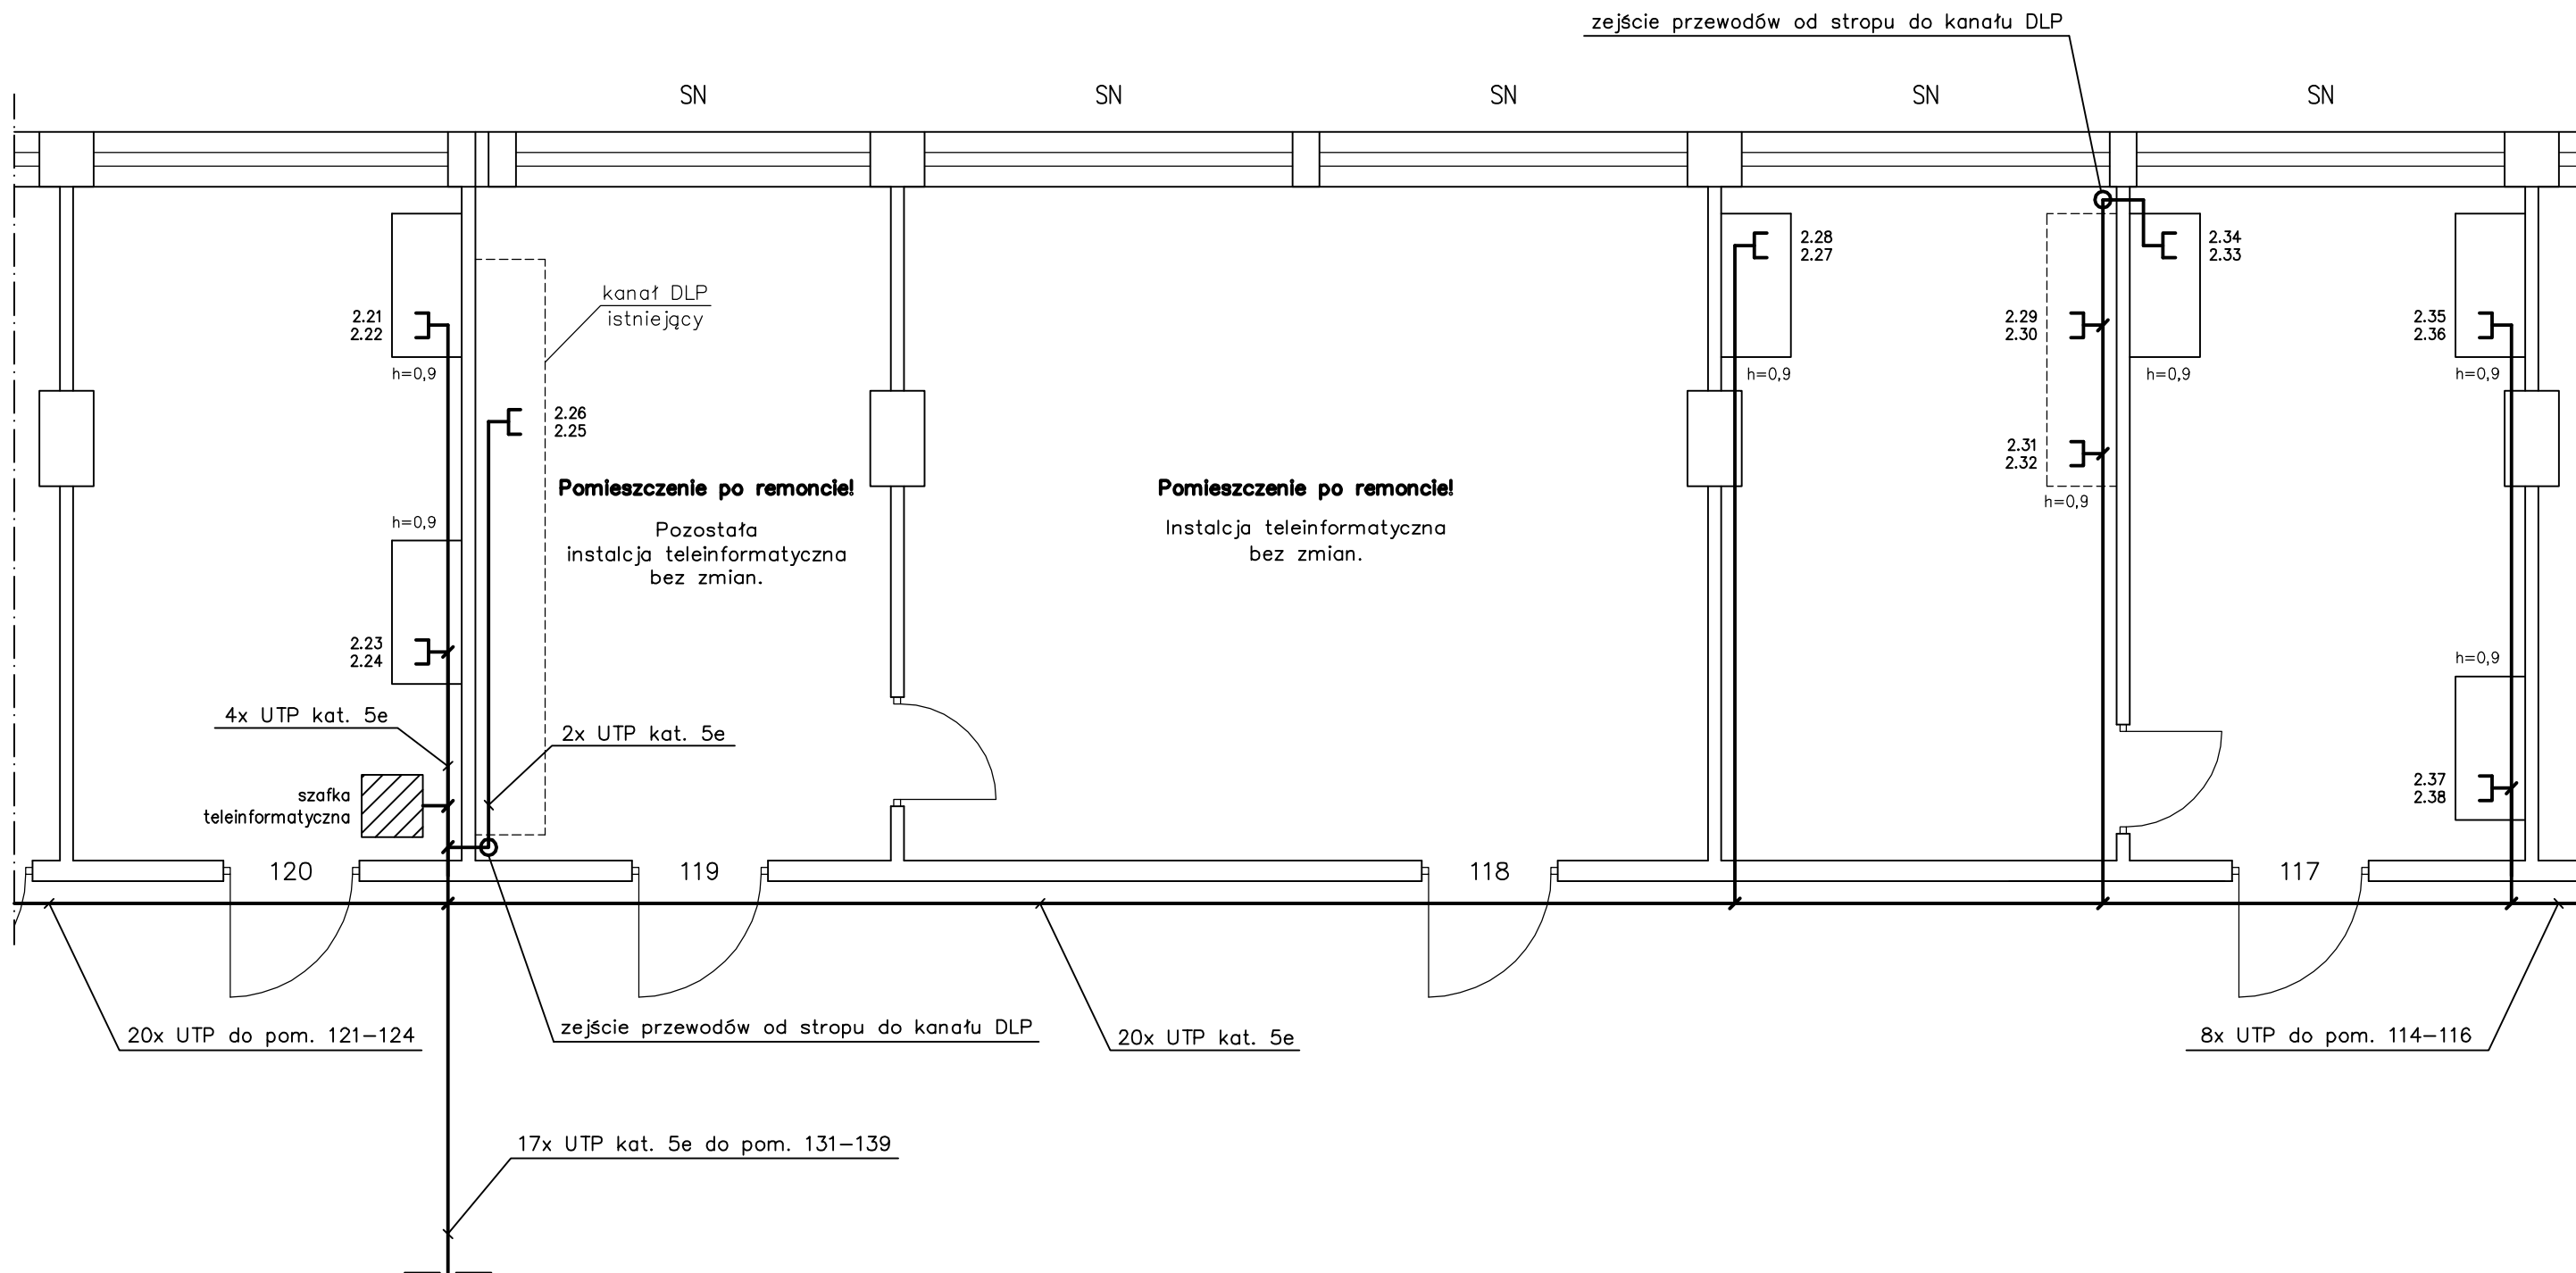 zejście przewodów od stropu do kanału DLP
SN
SN
SN
SN
SN
kanał DLP
istniejący
2.21
2.22
h=0,9
2.26
2.25
2.28
2.27
h=0,9
2.29
2.30
2.34
2.33
h=0,9
2.35
2.36
h=0,9
2.31
2.32
h=0,9
Pomieszczenie po remoncie!
Pozostała
instalcja teleinformatyczna
bez zmian.
Pomieszczenie po remoncie!
Instalcja teleinformatyczna
bez zmian.
h=0,9
2.23
2.24
h=0,9
4x UTP kat. 5e
2x UTP kat. 5e
szafka
teleinformatyczna
2.37
2.38
120
119
118
117
20x UTP do pom. 121–124
zejście przewodów od stropu do kanału DLP
20x UTP kat. 5e
8x UTP do pom. 114–116
17x UTP kat. 5e do pom. 131–139